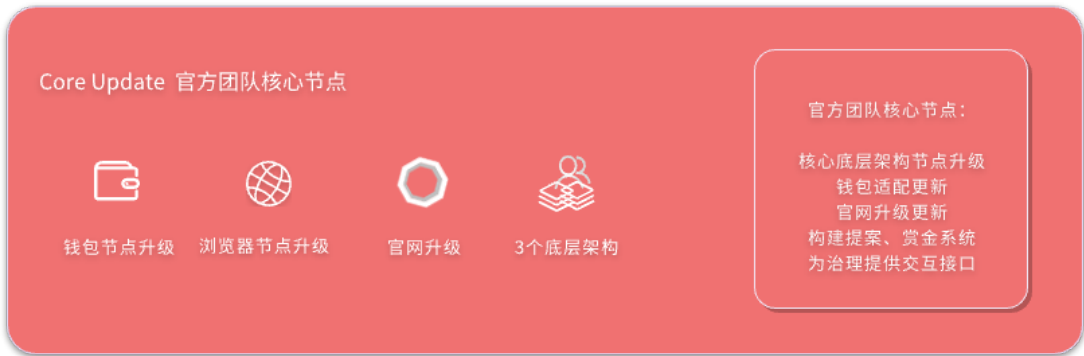 Core Update 官方团队核心节点
钱包节点升级
浏览器节点升级
官网升级
3个底层架构
官方团队核心节点：
核心底层架构节点升级
钱包适配更新
官网升级更新
构建提案、赏金系统
为治理提供交互接口